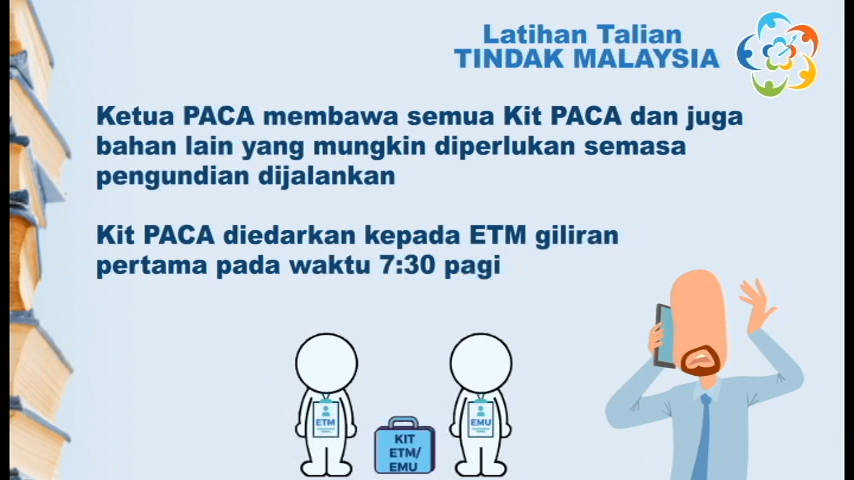 Latihan Talian
TINDAK MALAYSIA
Ketua PACA membawa semua Kit PACA dan juga
bahan lain yang mungkin diperlukan semasa
pengundian dijalankan
Kit PACA diedarkan kepada ETM giliran
pertama pada waktu 7:30 pagi
ETM
EMU
KIT
ETM/
EMU